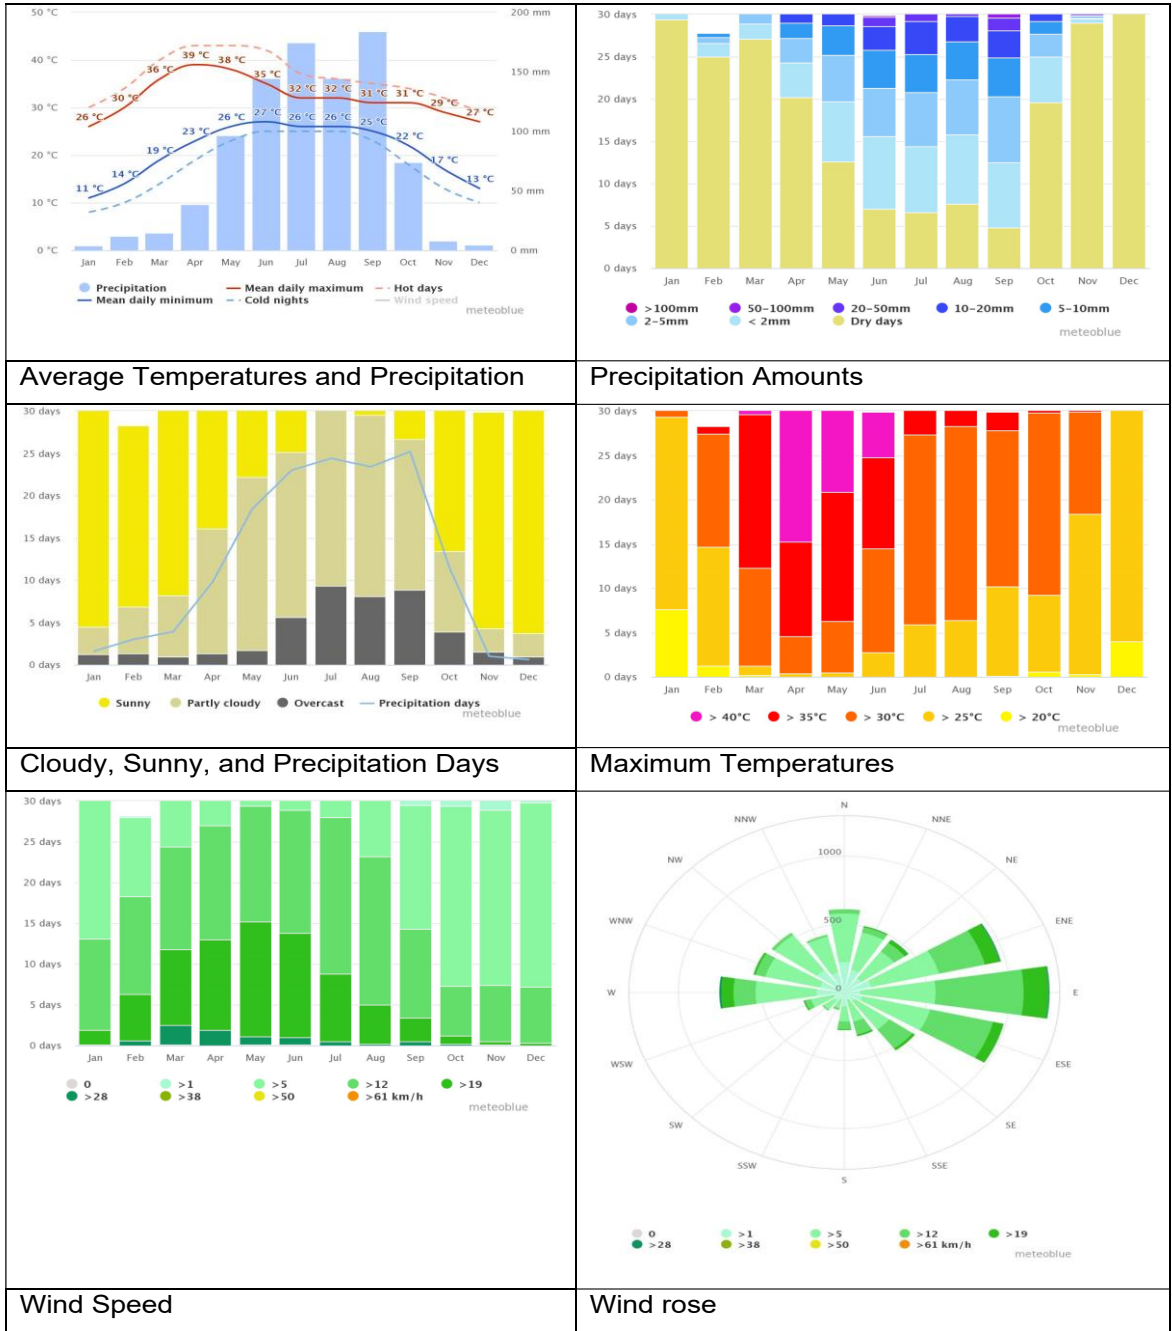 50 °C
200 mm
40 °C
150 mm
30 °C
100 mm
20 °C
50 mm
10 °C
0 °C
0 mm
26 °C 30 °C 36 °C 39 °C 38 °C 35 °C 32 °C 32 °C 31 °C 31 °C 29 °C 27 °C
11 °C 14 °C 19 °C 23 °C 26 °C 27 °C 26 °C 26 °C 25 °C 22 °C 17 °C 13 °C
Jan Feb Mar Apr May Jun Jul Aug Sep Oct Nov Dec
Precipitation Mean daily maximum Hot days
Mean daily minimum Cold nights Wind speed
meteoblue
30 days
25 days
20 days
15 days
10 days
5 days
0 days
Jan Feb Mar Apr May Jun Jul Aug Sep Oct Nov Dec
>100mm 50-100mm 20-50mm 10-20mm 5-10mm
2-5mm < 2mm Dry days
meteoblue
Average Temperatures and Precipitation
Precipitation Amounts
30 days
25 days
20 days
15 days
10 days
5 days
0 days
Jan Feb Mar Apr May Jun Jul Aug Sep Oct Nov Dec
Sunny Partly cloudy Overcast Precipitation days
meteoblue
30 days
25 days
20 days
15 days
10 days
5 days
0 days
Jan Feb Mar Apr May Jun Jul Aug Sep Oct Nov Dec
> 40°C > 35°C > 30°C > 25°C > 20°C
meteoblue
Cloudy, Sunny, and Precipitation Days
Maximum Temperatures
30 days
25 days
20 days
15 days
10 days
5 days
0 days
Jan Feb Mar Apr May Jun Jul Aug Sep Oct Nov Dec
0 >1 >5 >12 >19
>28 >38 >50 >61 km/h
meteoblue
N
NNW NNE
1000
NW NE
WNW ENE
500
W 0 E
WSW ESE
SW SE
SSW SSE
S
0 >1 >5 >12 >19
>28 >38 >50 >61 km/h
meteoblue
Wind Speed
Wind rose